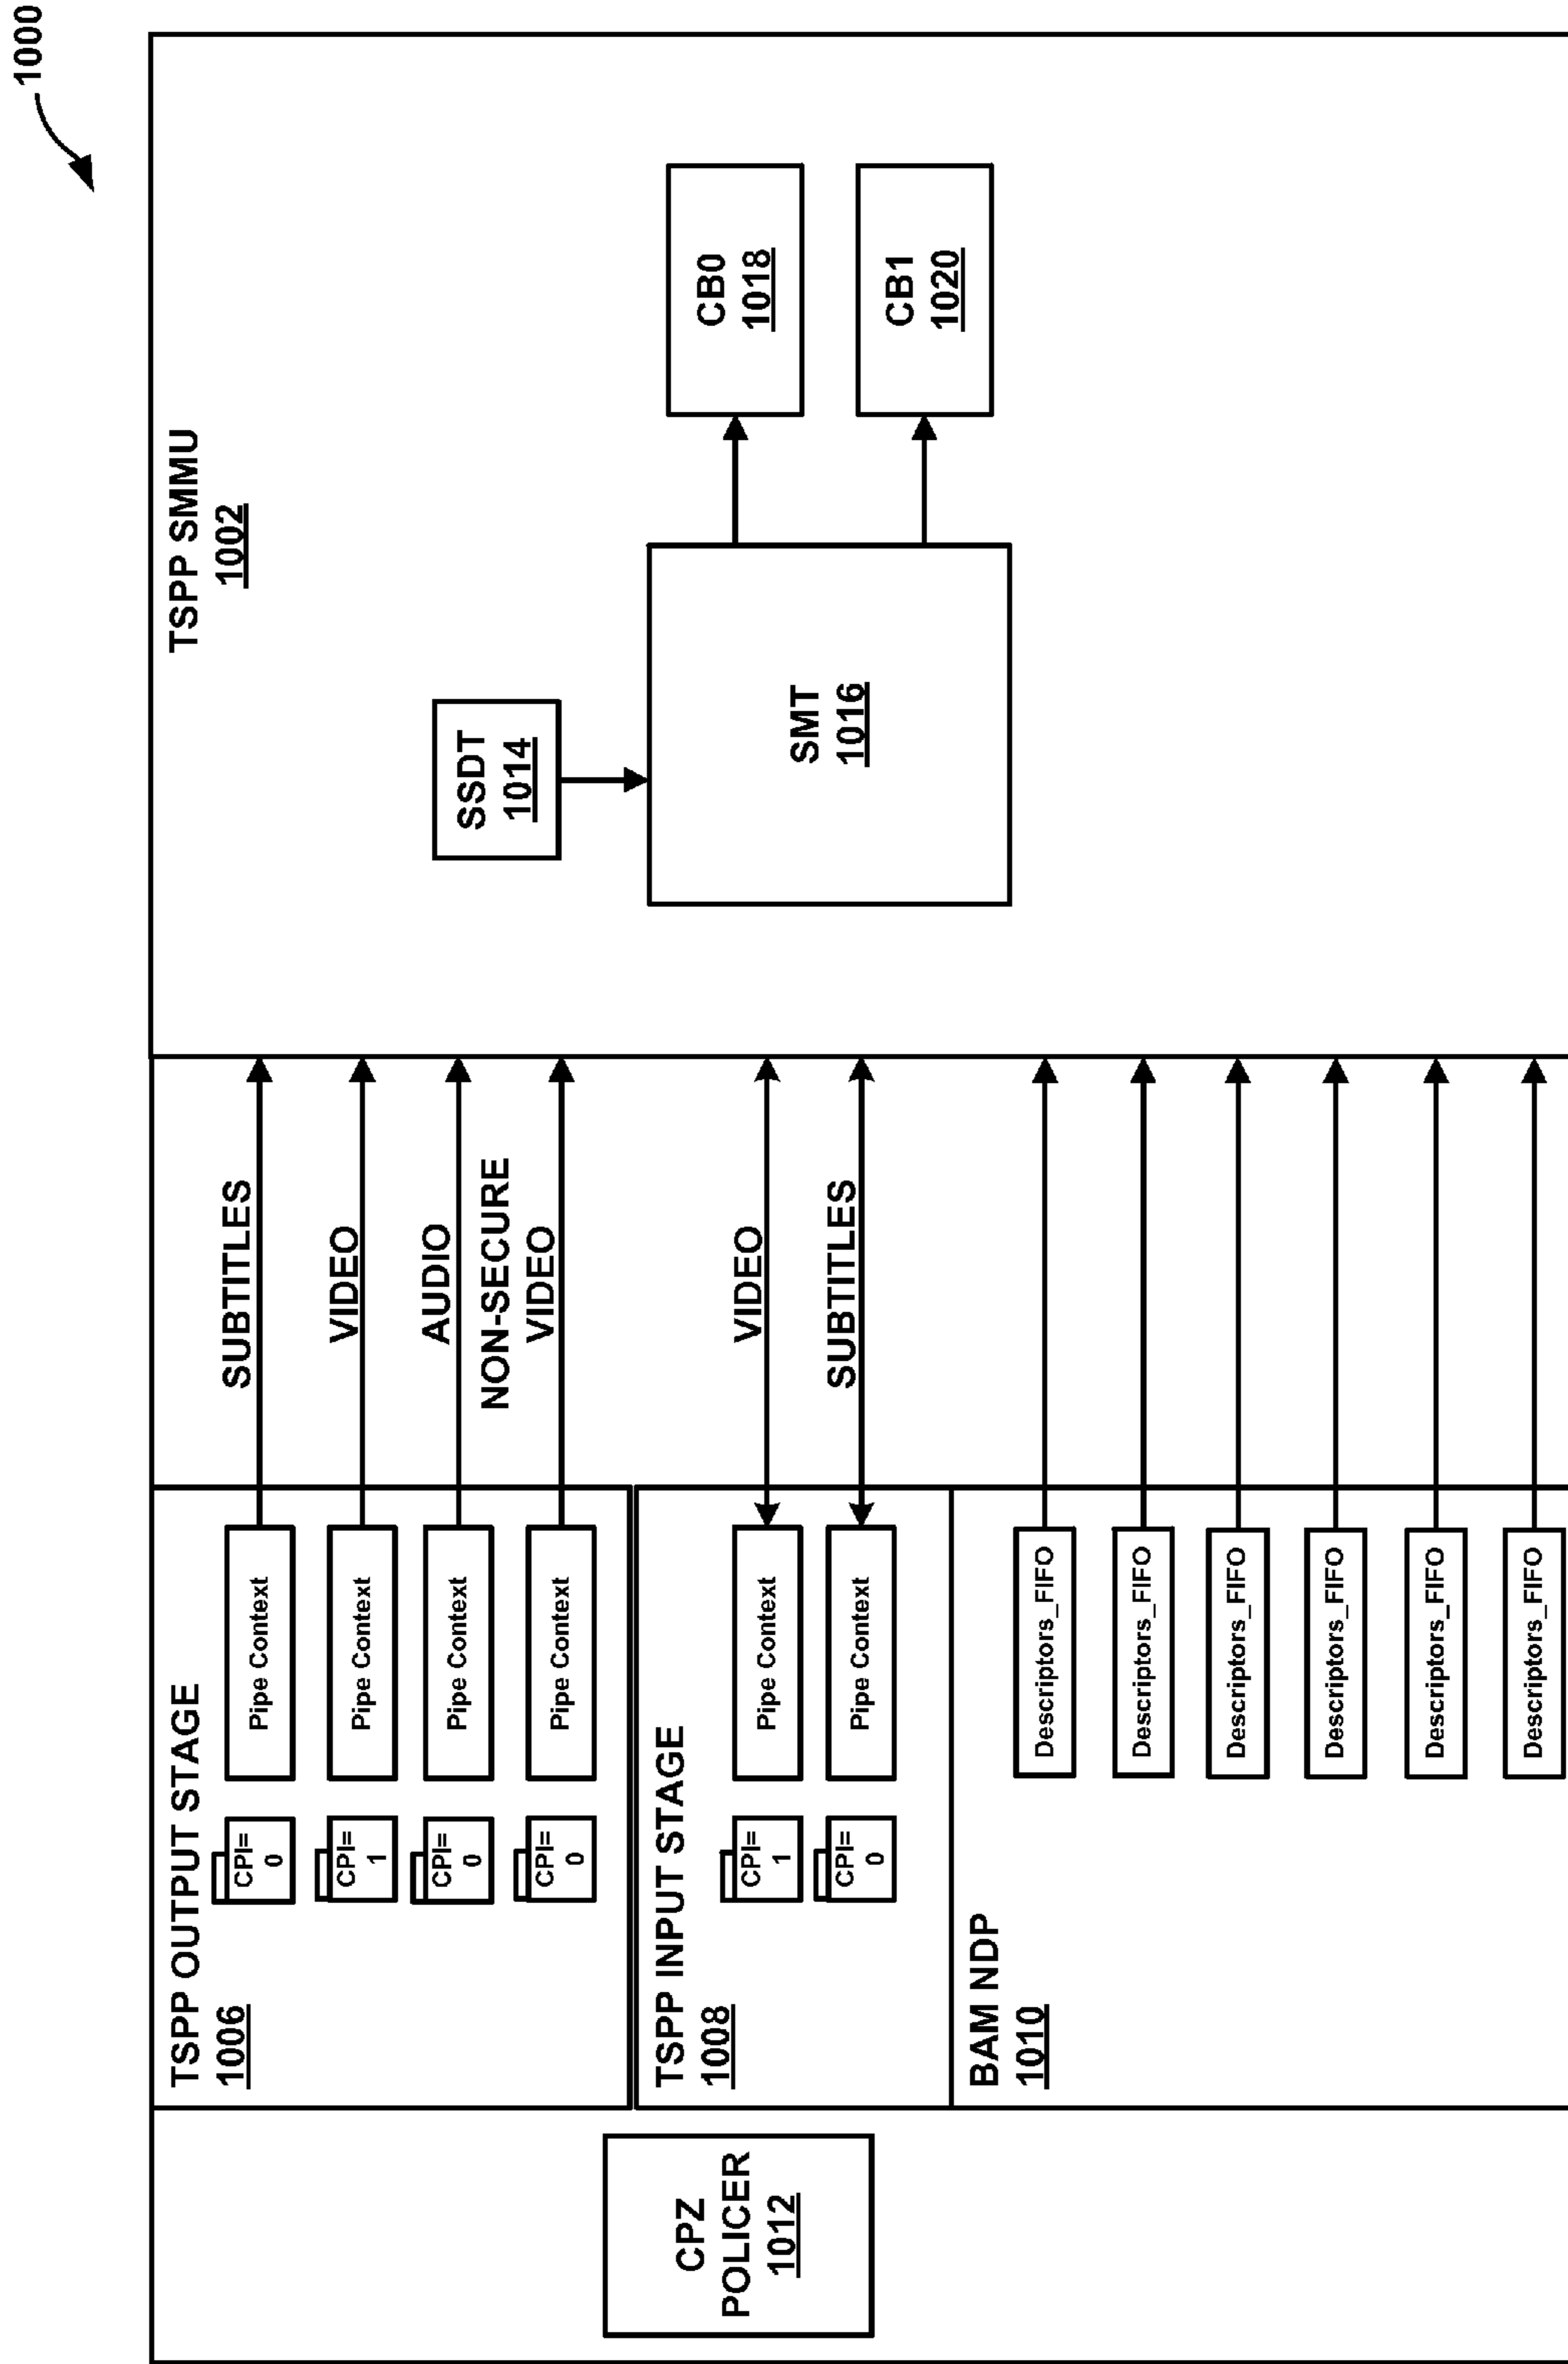 1000
TSPP SMMU
1002
SSDT
1014
SMT
1016
CB0
1018
CB1
1020
SUBTITLES
VIDEO
AUDIO
NON-SECURE
VIDEO
VIDEO
SUBTITLES
TSPP OUTPUT STAGE
1006
CPI=
0
Pipe Context
CPI=
1
Pipe Context
CPI=
0
Pipe Context
CPI=
0
Pipe Context
TSPP INPUT STAGE
1008
CPI=
1
Pipe Context
CPI=
0
Pipe Context
BAM NDP
1010
Descriptors_FIFO
Descriptors_FIFO
Descriptors_FIFO
Descriptors_FIFO
Descriptors_FIFO
Descriptors_FIFO
CPZ
POLICER
1012